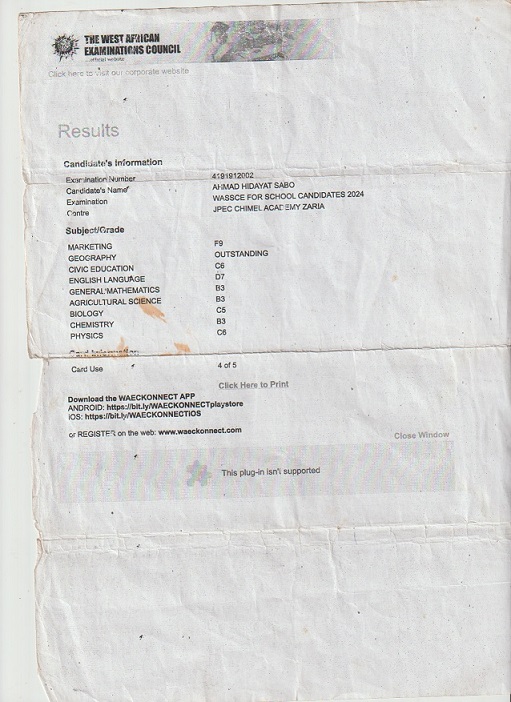 THE WEST AFRICAN
EXAMINATIONS COUNCIL
...official website
Click here to visit our corporate website
Results
Candidate's Information
Examination Number 4191912002
Candidate's Name AHMAD HIDAYAT SABO
Examination WASSCE FOR SCHOOL CANDIDATES 2024
Centre JPEC CHIMEL ACADEMY ZARIA
Subject/Grade
MARKETING F9
GEOGRAPHY OUTSTANDING
CIVIC EDUCATION C6
ENGLISH LANGUAGE D7
GENERAL MATHEMATICS B3
AGRICULTURAL SCIENCE B3
BIOLOGY C5
CHEMISTRY B3
PHYSICS C6
Card Information
Card Use 4 of 5
Click Here to Print
Download the WAECKONNECT APP
ANDROID: https://bit.ly/WAECKONNECTplaystore
iOS: https://bit.ly/WAECKONNECTiOS
or REGISTER on the web: www.waeckonnect.com
Close Window
This plug-in isn't supported